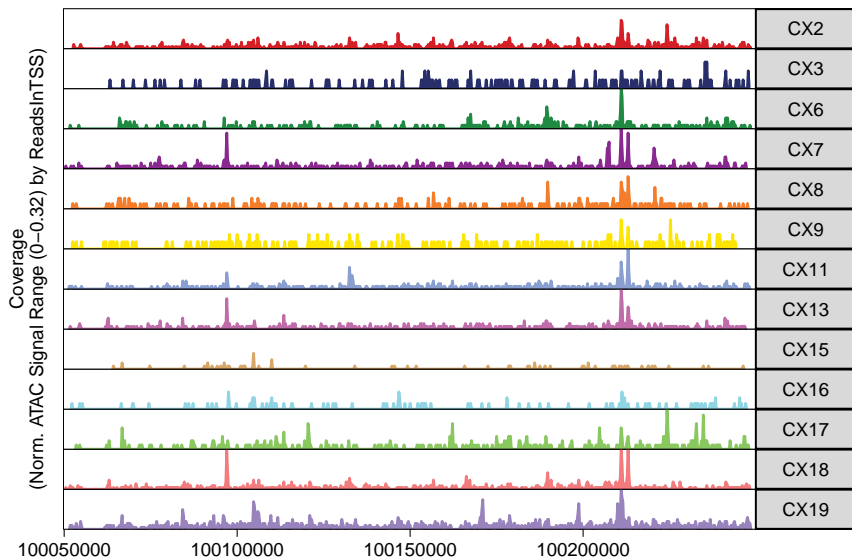 Coverage
(Norm. ATAC Signal Range (0−0.32) by ReadsInTSS)
CX2
CX3
CX6
CX7
CX8
CX9
CX11
CX13
CX15
CX16
CX17
CX18
CX19
100050000 100100000 100150000 100200000